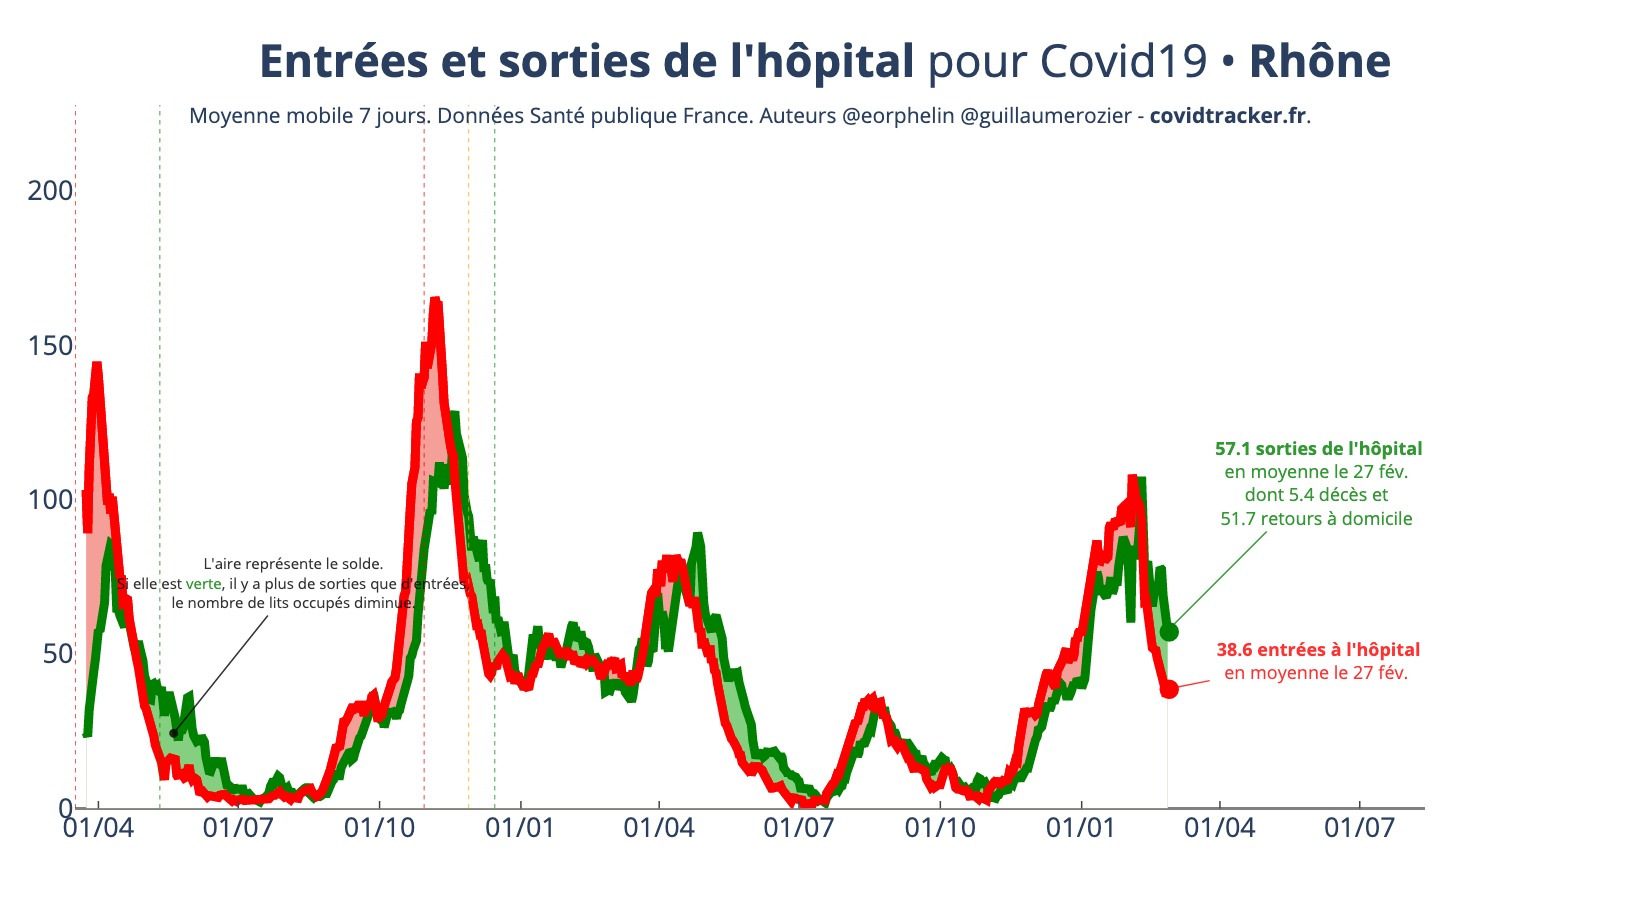 Entrées et sorties de l'hôpital pour Covid19 • Rhône
Moyenne mobile 7 jours. Données Santé publique France. Auteurs @eorphelin @guillaumerozier - covidtracker.fr.
200
150
100
50
0
57.1 sorties de l'hôpital
en moyenne le 27 fév.
dont 5.4 décès et
51.7 retours à domicile
L'aire représente le solde.
Si elle est verte, il y a plus de sorties que d'entrées,
le nombre de lits occupés diminue.
38.6 entrées à l'hôpital
en moyenne le 27 fév.
01/04 01/07 01/10 01/01 01/04 01/07 01/10 01/01 01/04 01/07